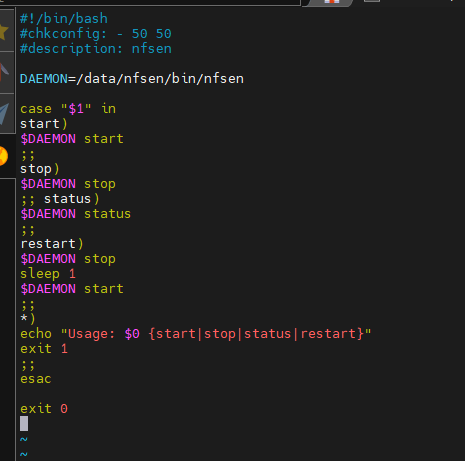 #!/bin/bash
#chkconfig: - 50 50
#description: nfsen
DAEMON=/data/nfsen/bin/nfsen
case "$1" in
start)
$DAEMON start
;;
stop)
$DAEMON stop
;; status)
$DAEMON status
;;
restart)
$DAEMON stop
sleep 1
$DAEMON start
;;
*)
echo "Usage: $0 {start|stop|status|restart}"
exit 1
;;
esac
exit 0
~
~